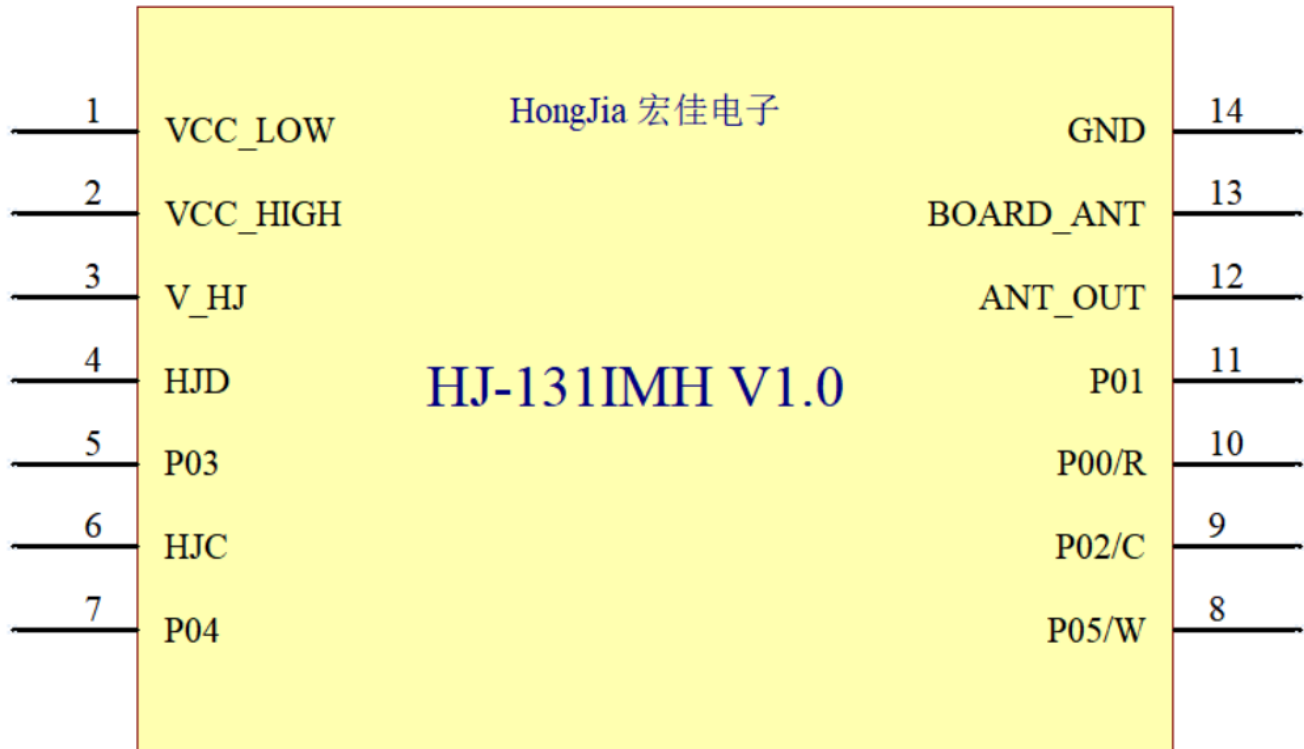 HongJia 宏佳电子
1 VCC_LOW GND 14
2 VCC_HIGH BOARD_ANT 13
3 V_HJ ANT_OUT 12
4 HJD HJ-131IMH V1.0 P01 11
5 P03 P00/R 10
6 HJC P02/C 9
7 P04 P05/W 8